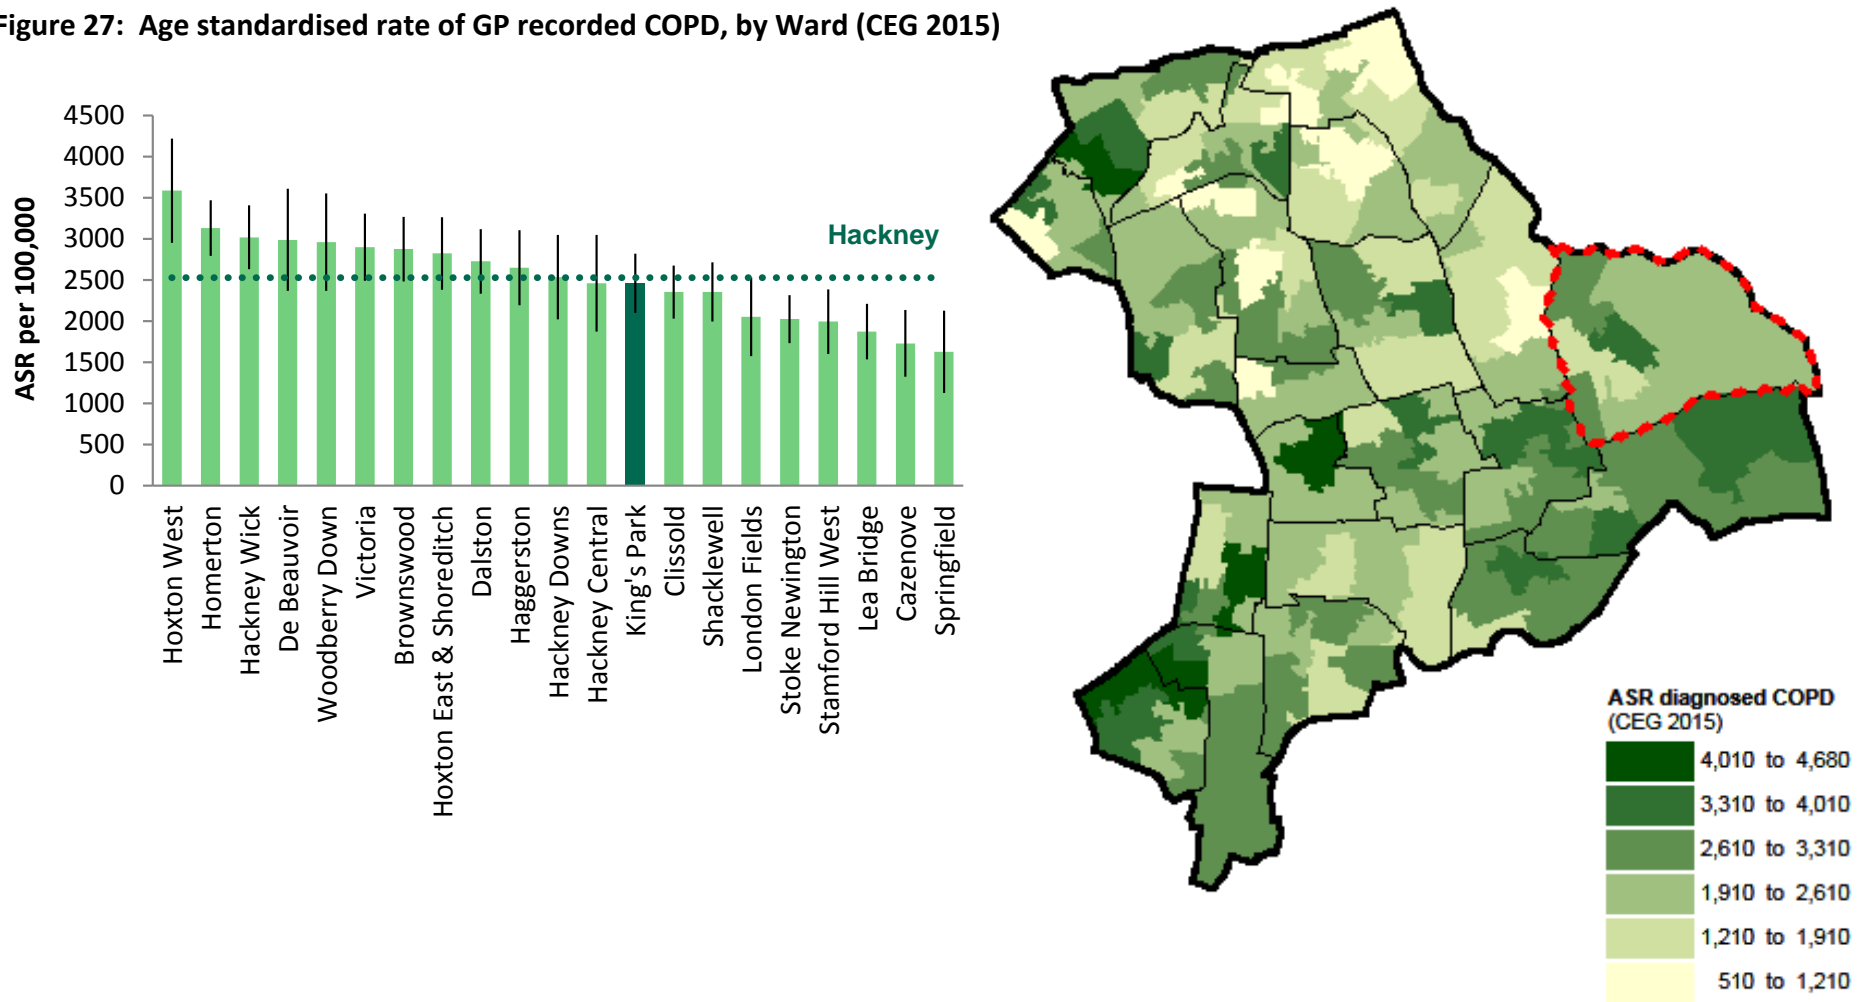 Figure 27:  Age standardised rate of GP recorded COPD, by Ward (CEG 2015)
ASR per 100,000
4500
4000
3500
3000
2500
2000
1500
1000
500
0
Hackney
Hoxton West
Homerton
Hackney Wick
De Beauvoir
Woodberry Down
Victoria
Brownswood
Hoxton East & Shoreditch
Dalston
Haggerston
Hackney Downs
Hackney Central
King's Park
Clissold
Shacklewell
London Fields
Stoke Newington
Stamford Hill West
Lea Bridge
Cazenove
Springfield
ASR diagnosed COPD
(CEG 2015)
4,010 to 4,680
3,310 to 4,010
2,610 to 3,310
1,910 to 2,610
1,210 to 1,910
510 to 1,210